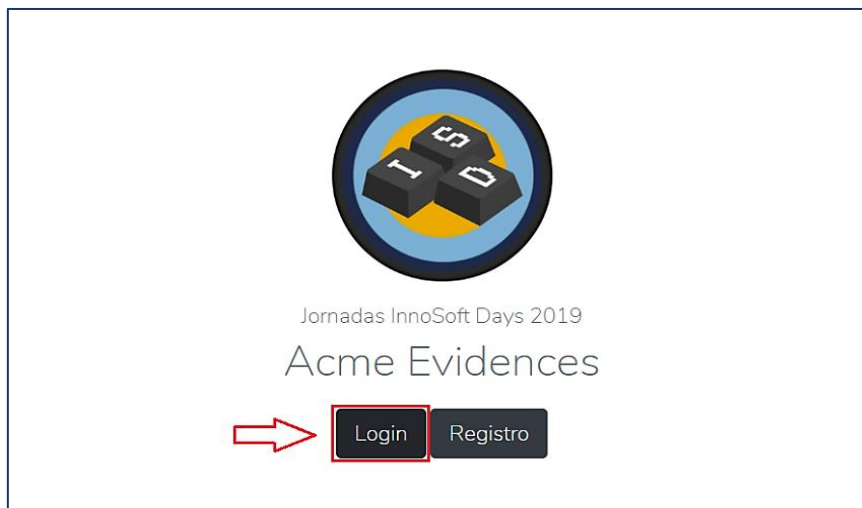 S
I
D
Jornadas InnoSoft Days 2019
Acme Evidences
Login
Registro